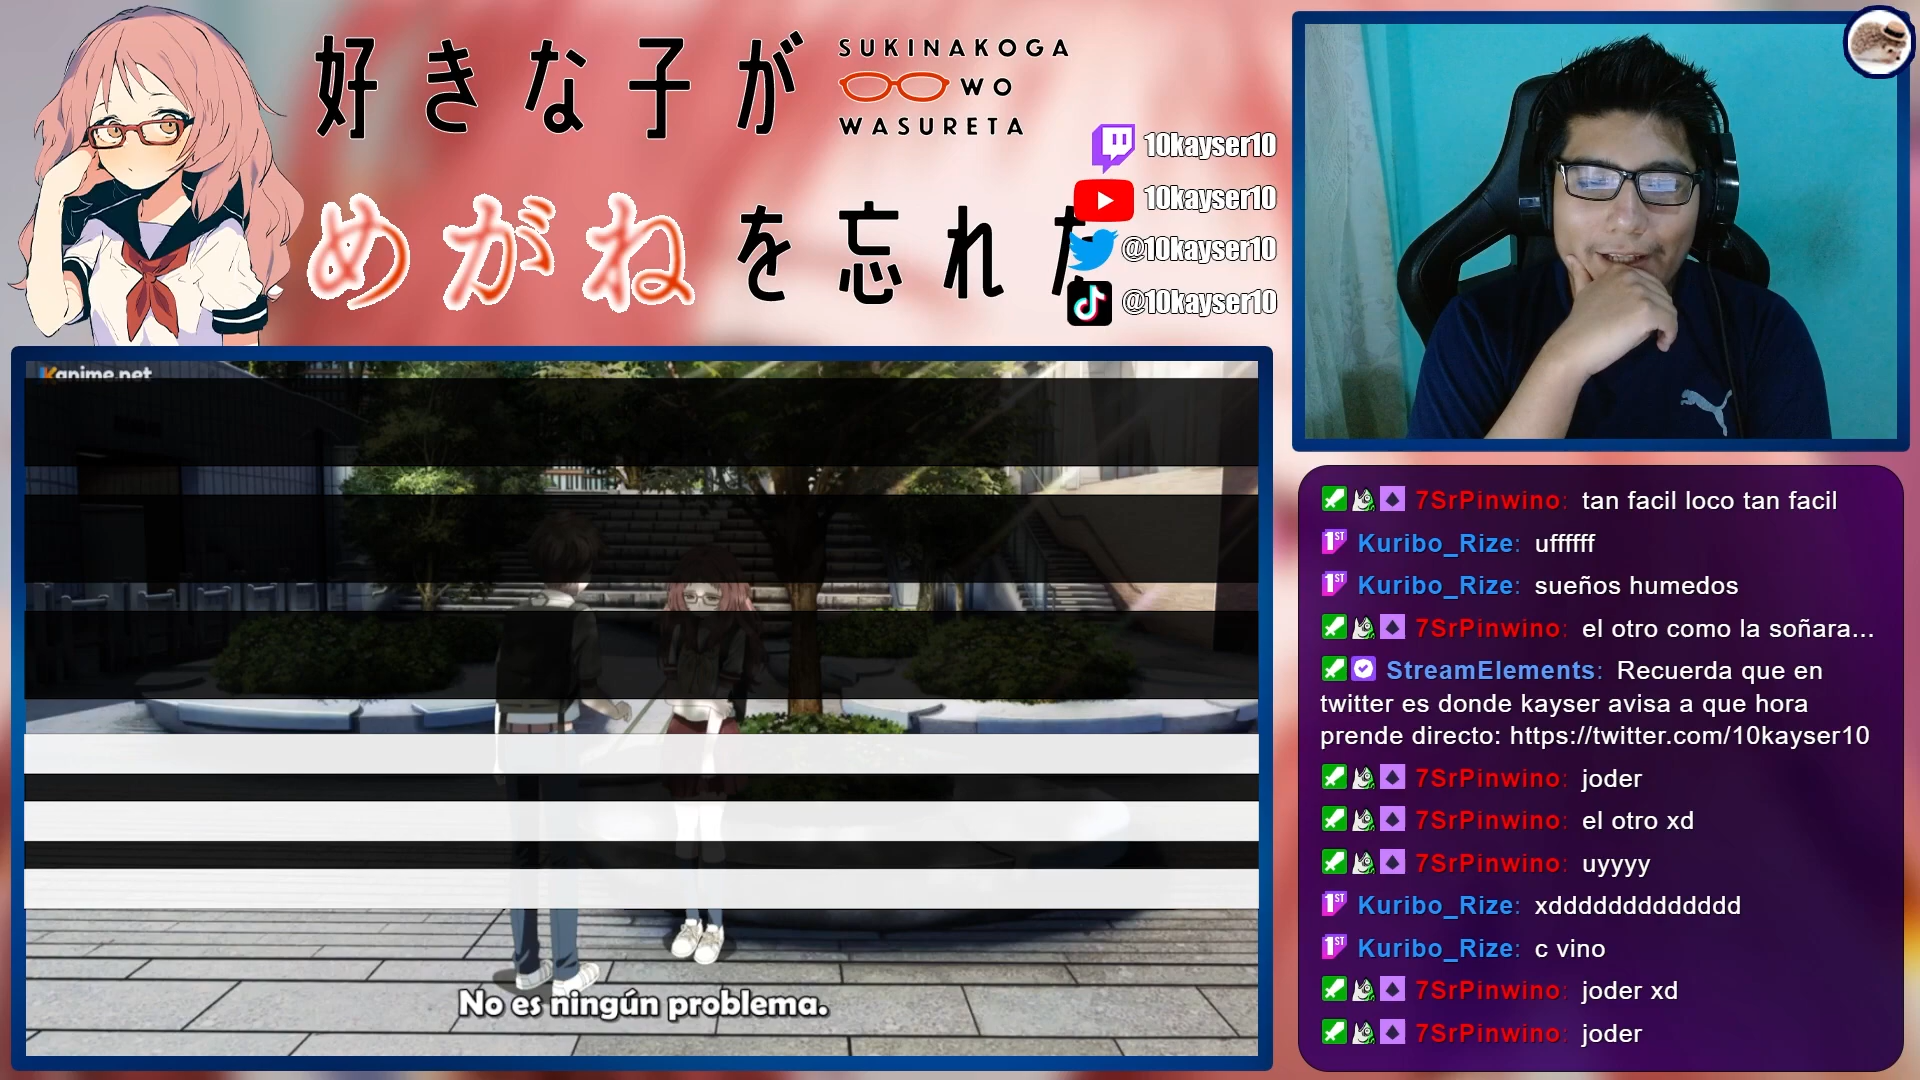 好きな子が
SUKINAKOGA
WO
WASURETA
めがねを忘れた
10kayser10
10kayser10
@10kayser10
@10kayser10
Kanime.net
No es ningún problema.
7SrPinwino: tan facil loco tan facil
1ST Kuribo_Rize: uffffff
1ST Kuribo_Rize: sueños humedos
7SrPinwino: el otro como la soñara...
StreamElements: Recuerda que en
twitter es donde kayser avisa a que hora
prende directo: https://twitter.com/10kayser10
7SrPinwino: joder
7SrPinwino: el otro xd
7SrPinwino: uyyyy
1ST Kuribo_Rize: xddddddddddddd
1ST Kuribo_Rize: c vino
7SrPinwino: joder xd
7SrPinwino: joder